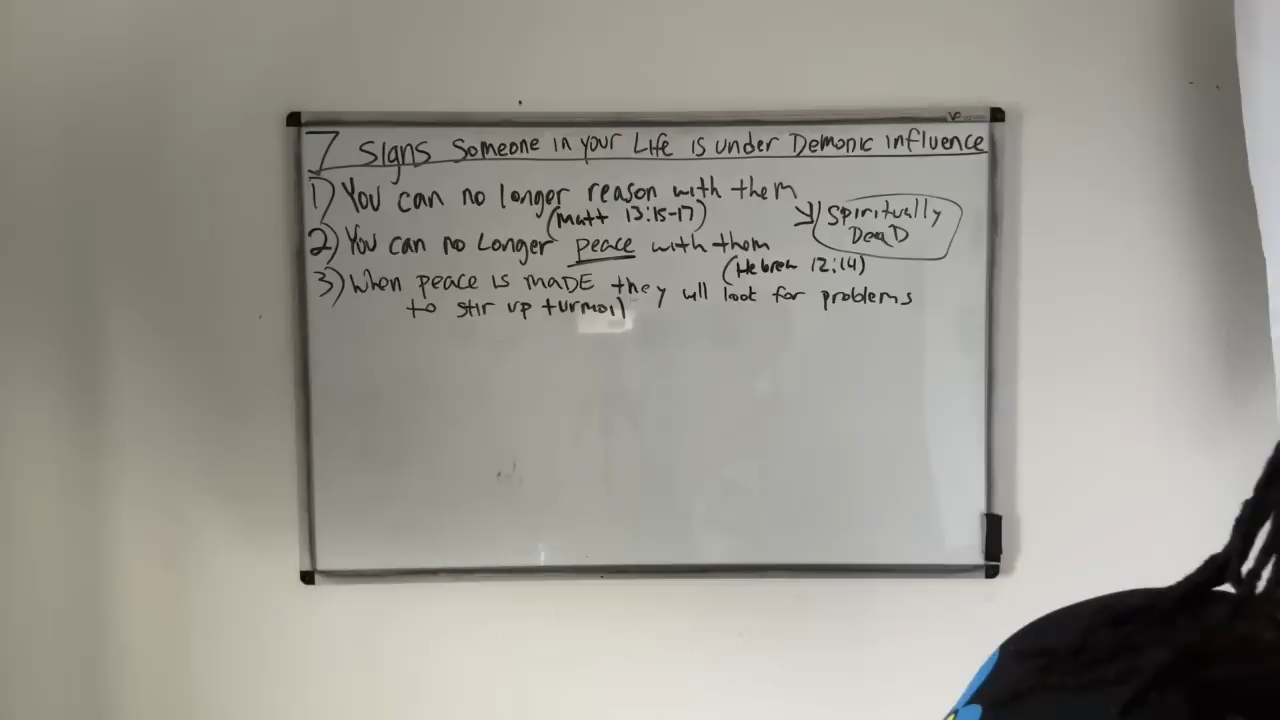 7 Signs Someone in your Life is under Demonic influence
1) You can no longer reason with them
(Matt 13:15-17)
Spiritually
DeaD
2) You can no Longer peace with them
(Hebrew 12:14)
3) When peace is maDE they will look for problems
to stir up turmoil